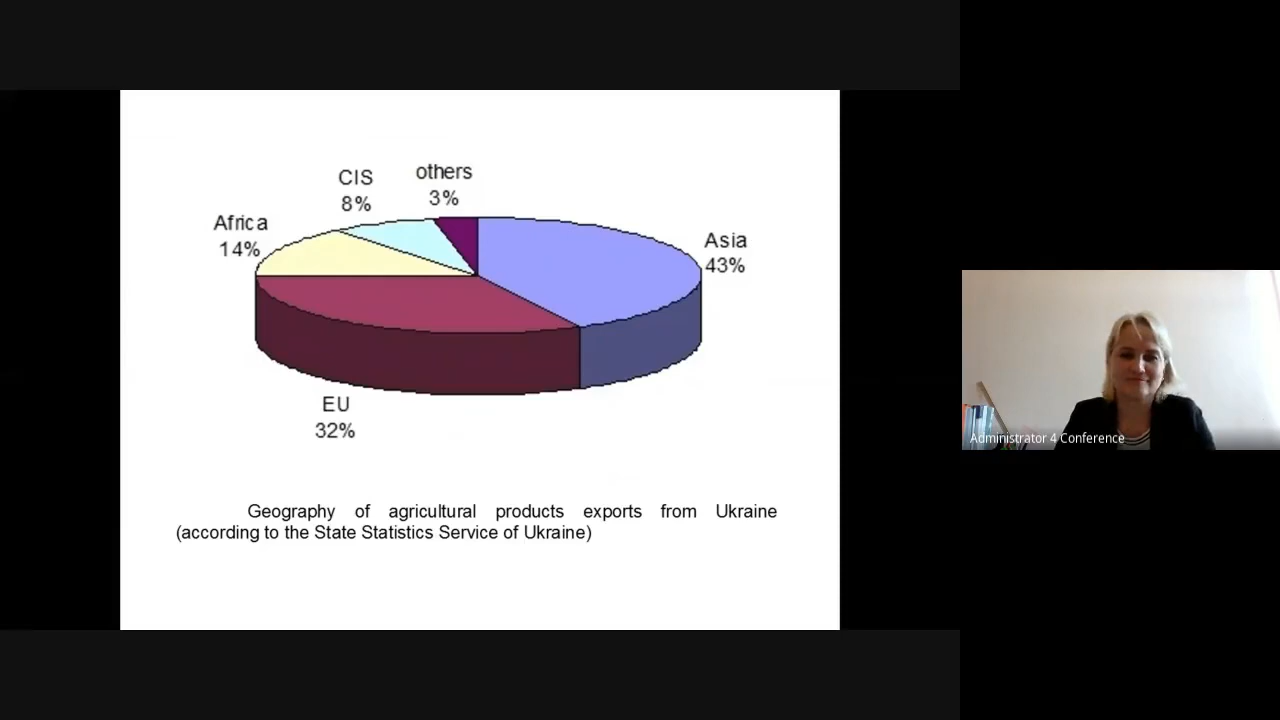 CIS
8%
others
3%
Africa
14%
Asia
43%
EU
32%
Geography of agricultural products exports from Ukraine
(according to the State Statistics Service of Ukraine)
Administrator 4 Conference